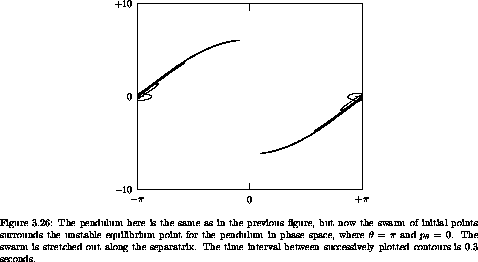 +10
0
−10
−π
0
+π
Figure 3.26: The pendulum here is the same as in the previous figure, but now the swarm of initial points
surrounds the unstable equilibrium point for the pendulum in phase space, where θ = π and pθ = 0. The
swarm is stretched out along the separatrix. The time interval between successively plotted contours is 0.3
seconds.